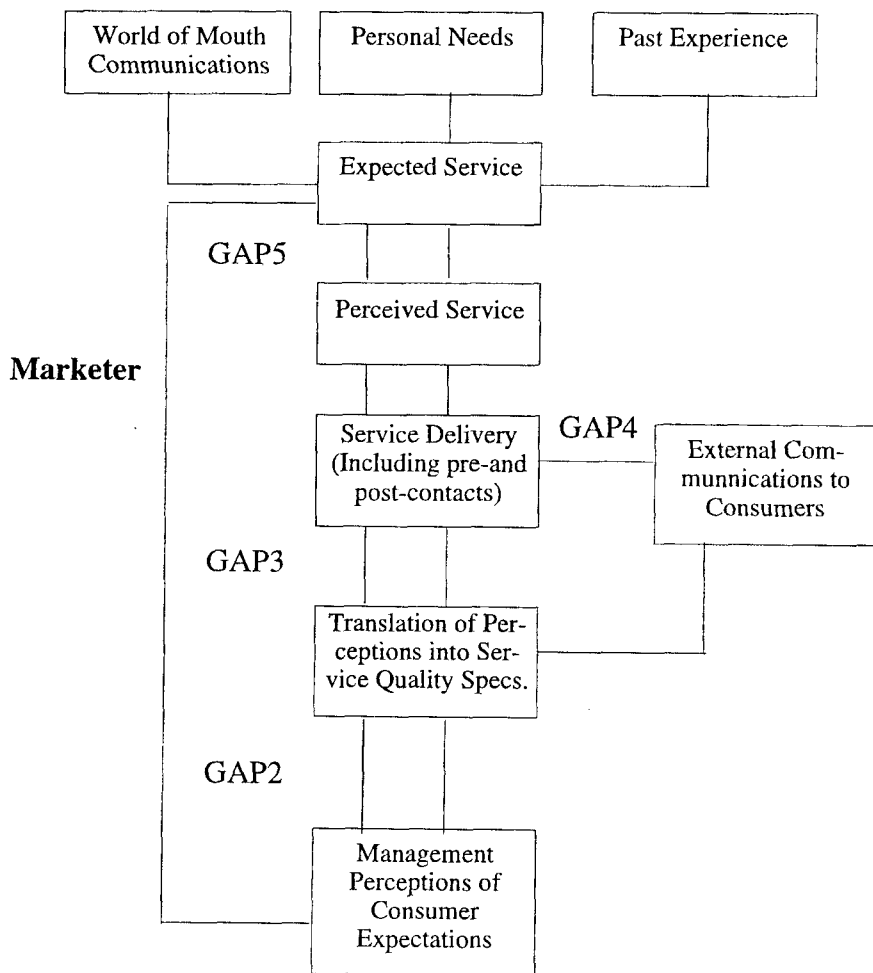 World of Mouth
Communications
Personal Needs
Past Experience
Expected Service
GAP5
Perceived Service
Marketer
Service Delivery
(Including pre-and
post-contacts)
GAP4
External Com-
munnications to
Consumers
GAP3
Translation of Per-
ceptions into Ser-
vice Quality Specs.
GAP2
Management
Perceptions of
Consumer
Expectations